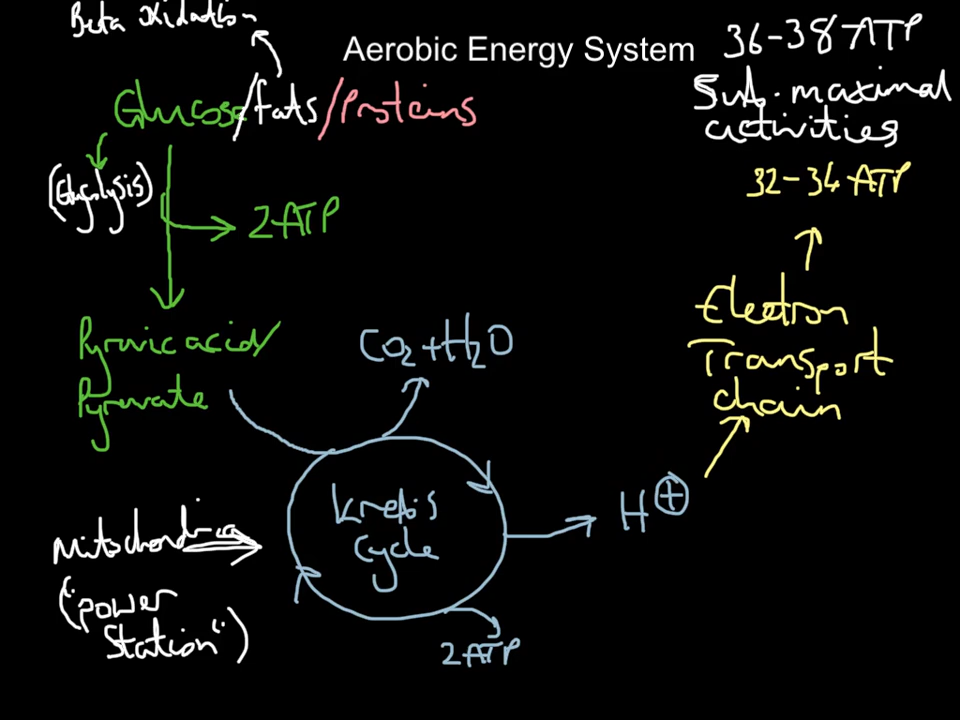 Beta oxidation
Aerobic Energy System
36-38 ATP
Sub-maximal
activities
Glucose/fats/Proteins
(Glycolysis)
2ATP
32-34 ATP
Pyruvic acid/
Pyruvate
CO2+H2O
Electron
Transport
chain
Krebs
cycle
H+
Mitochondria
("power
Station")
2ATP